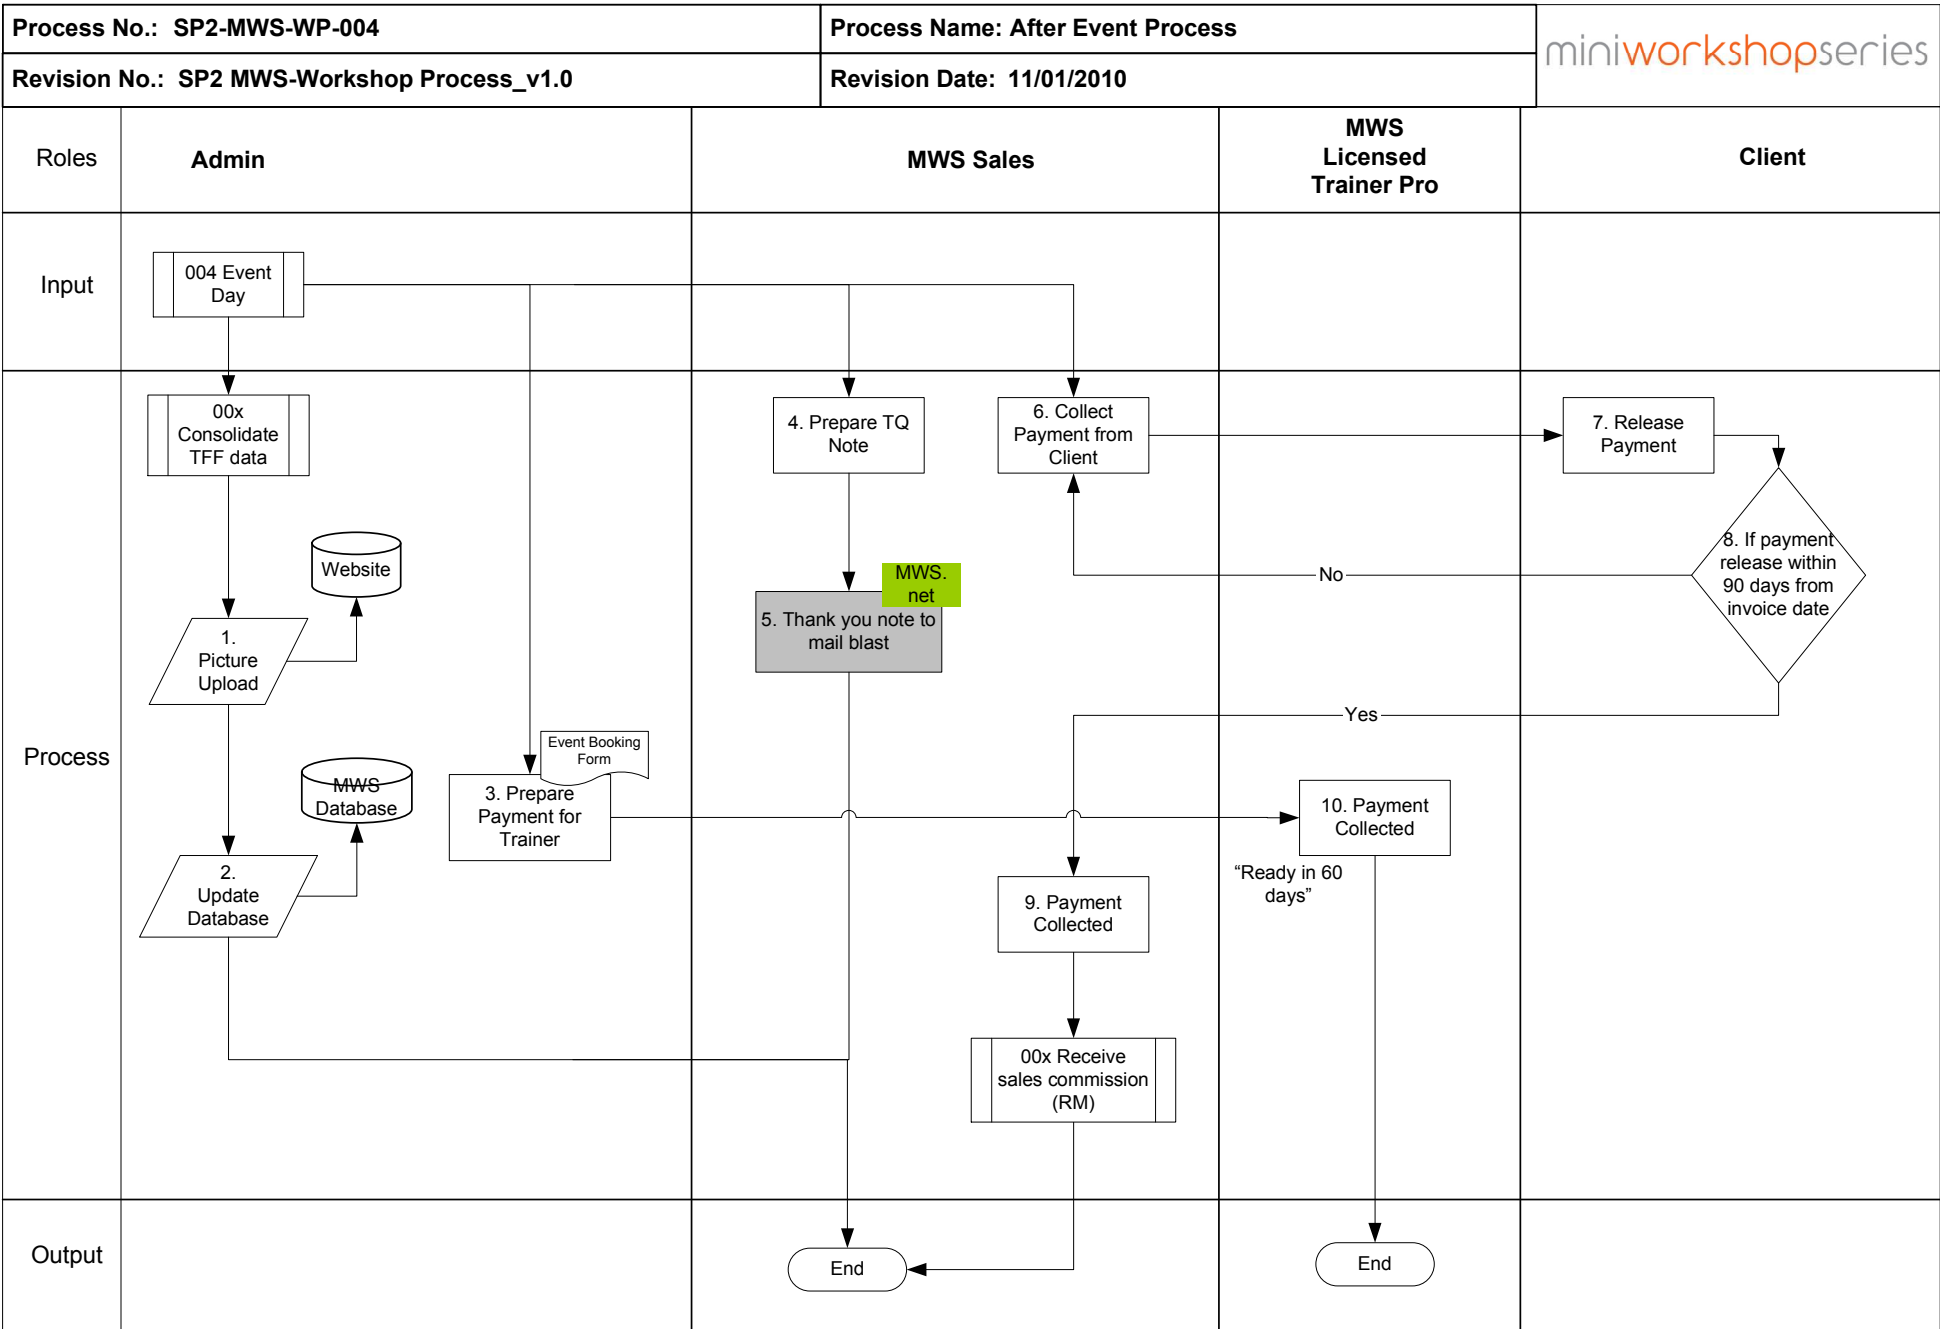 Process No.: SP2-MWS-WP-004
Process Name: After Event Process
miniworkshopseries
Revision No.: SP2 MWS-Workshop Process_v1.0
Revision Date: 11/01/2010
Roles
Admin
MWS Sales
MWS
Licensed
Trainer Pro
Client
Input
004 Event
Day
Process
00x
Consolidate
TFF data
4. Prepare TQ
Note
6. Collect
Payment from
Client
7. Release
Payment
8. If payment
release within
90 days from
invoice date
No
Website
MWS.
net
5. Thank you note to
mail blast
1.
Picture
Upload
Yes
Event Booking
Form
MWS
Database
3. Prepare
Payment for
Trainer
10. Payment
Collected
“Ready in 60
days”
2.
Update
Database
9. Payment
Collected
00x Receive
sales commission
(RM)
Output
End
End